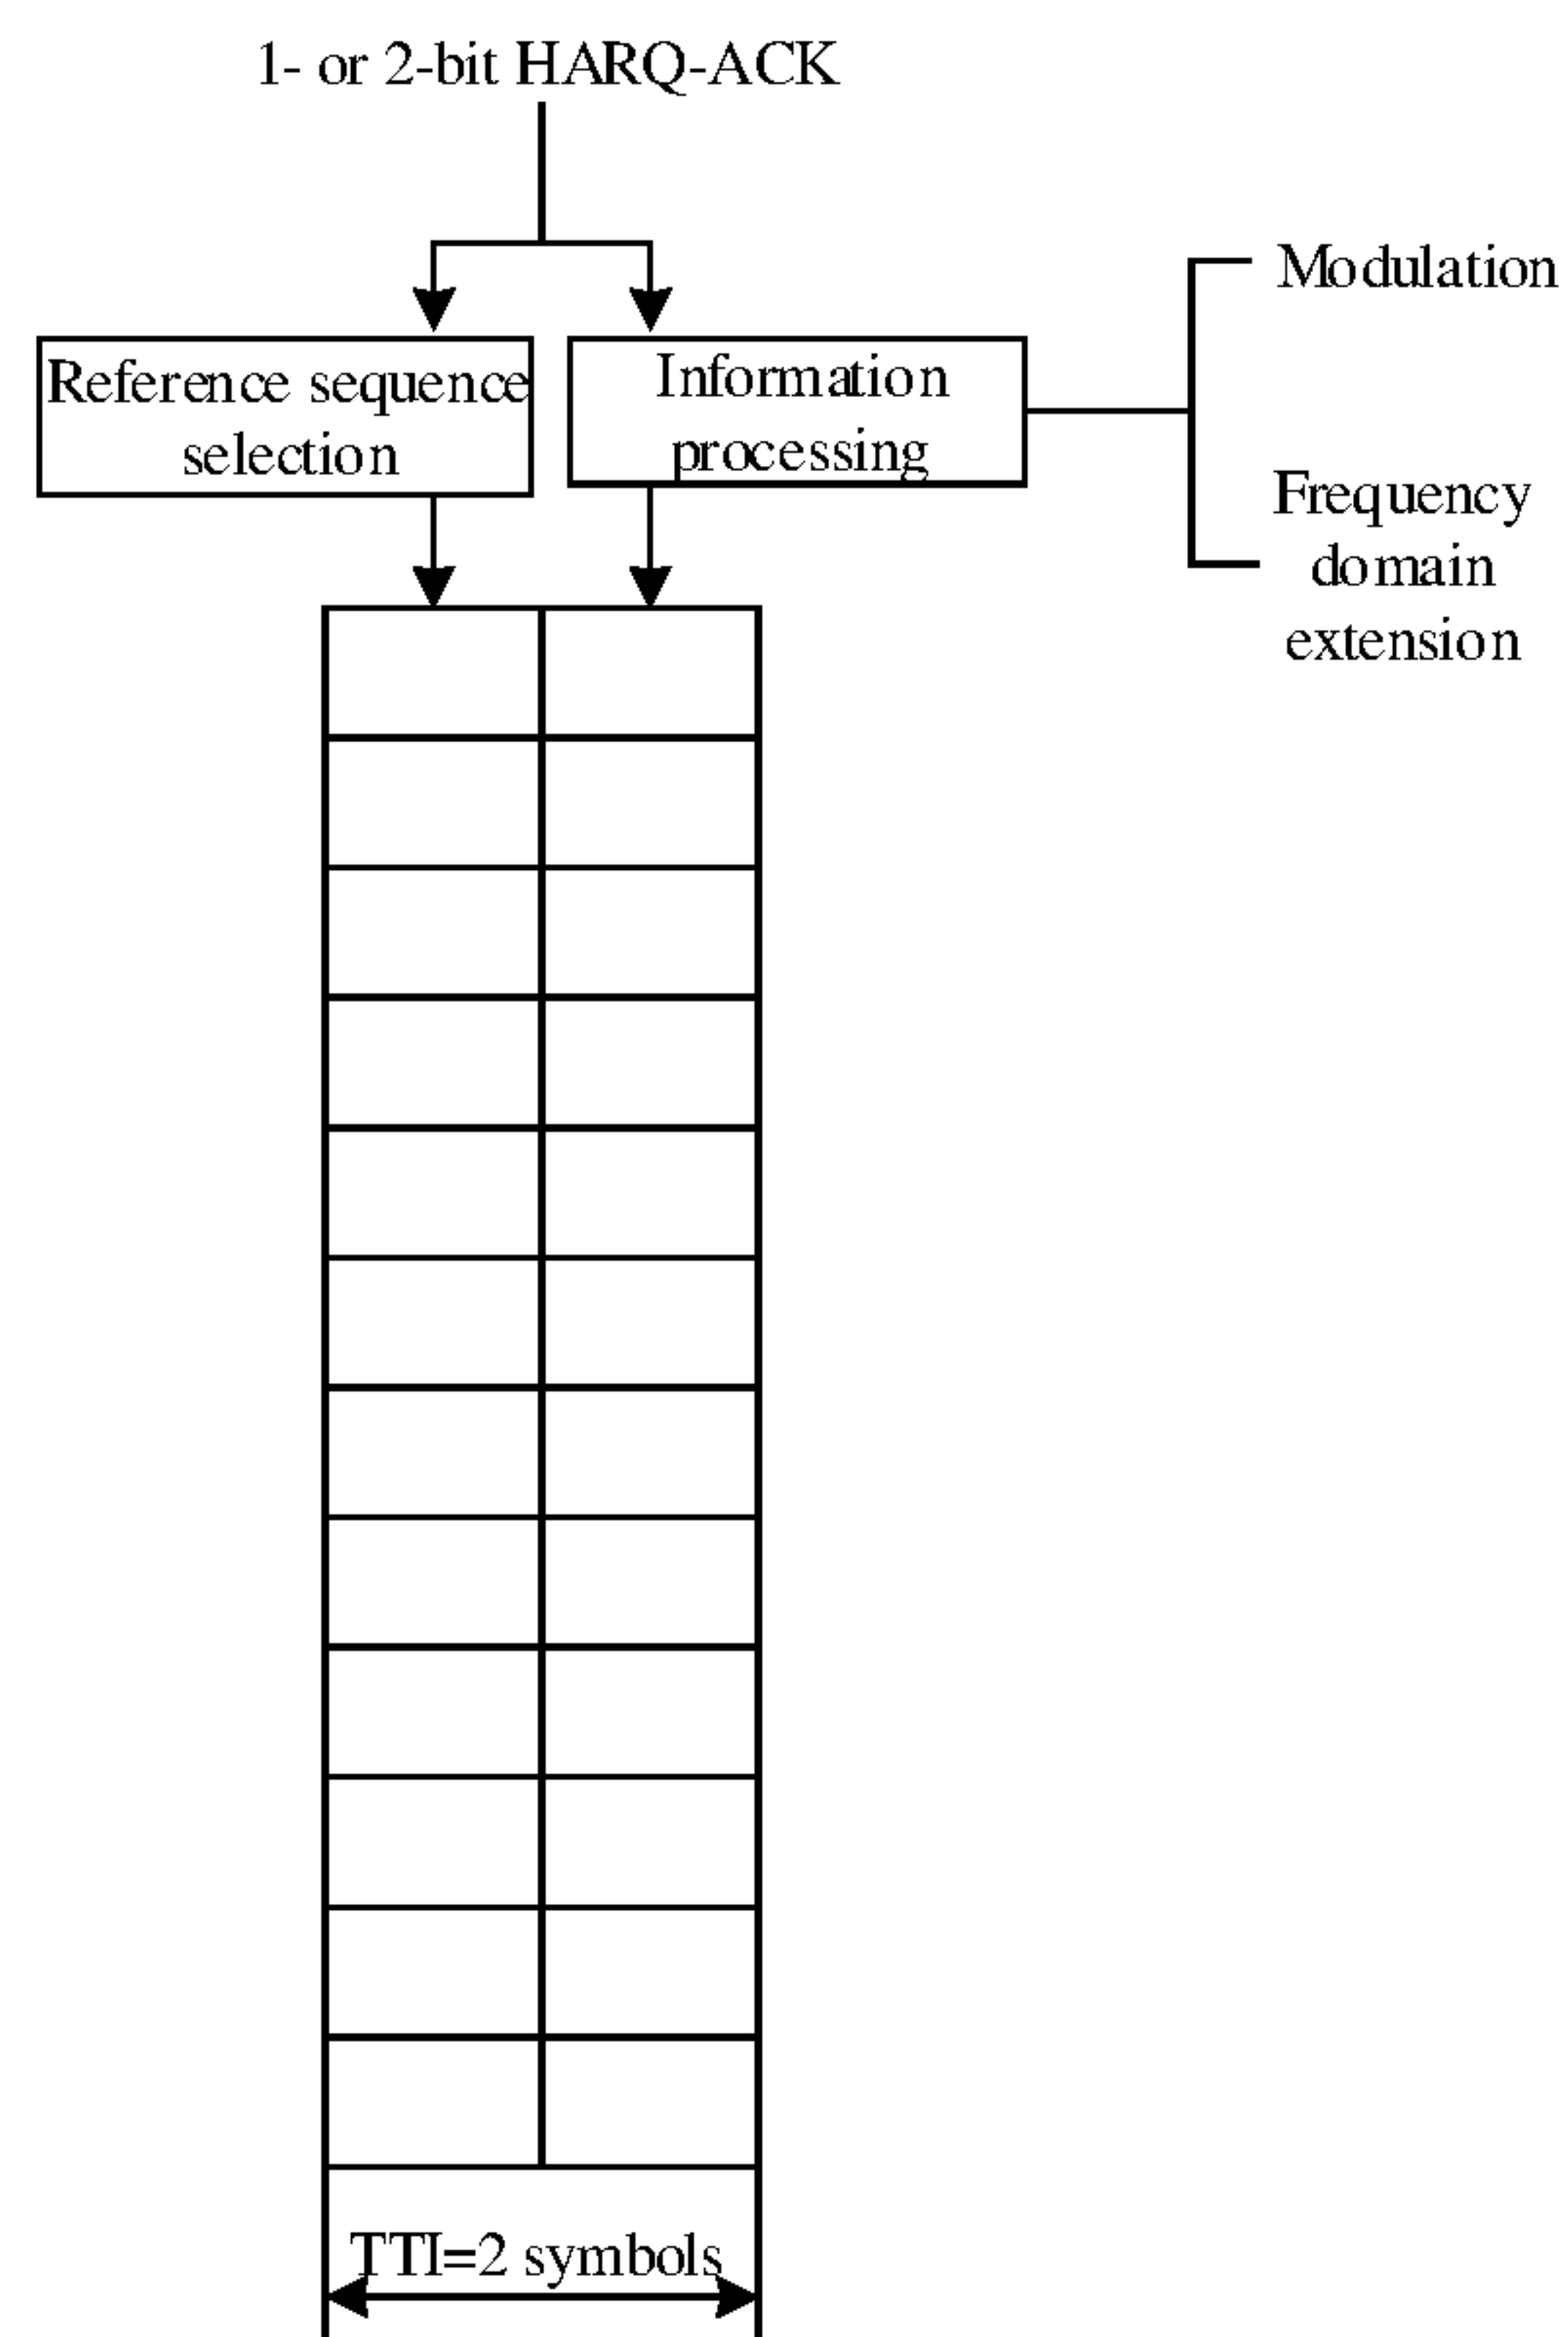 1- or 2-bit HARQ-ACK
Reference sequence
selection
Information
processing
Modulation
Frequency
domain
extension
TTI=2 symbols